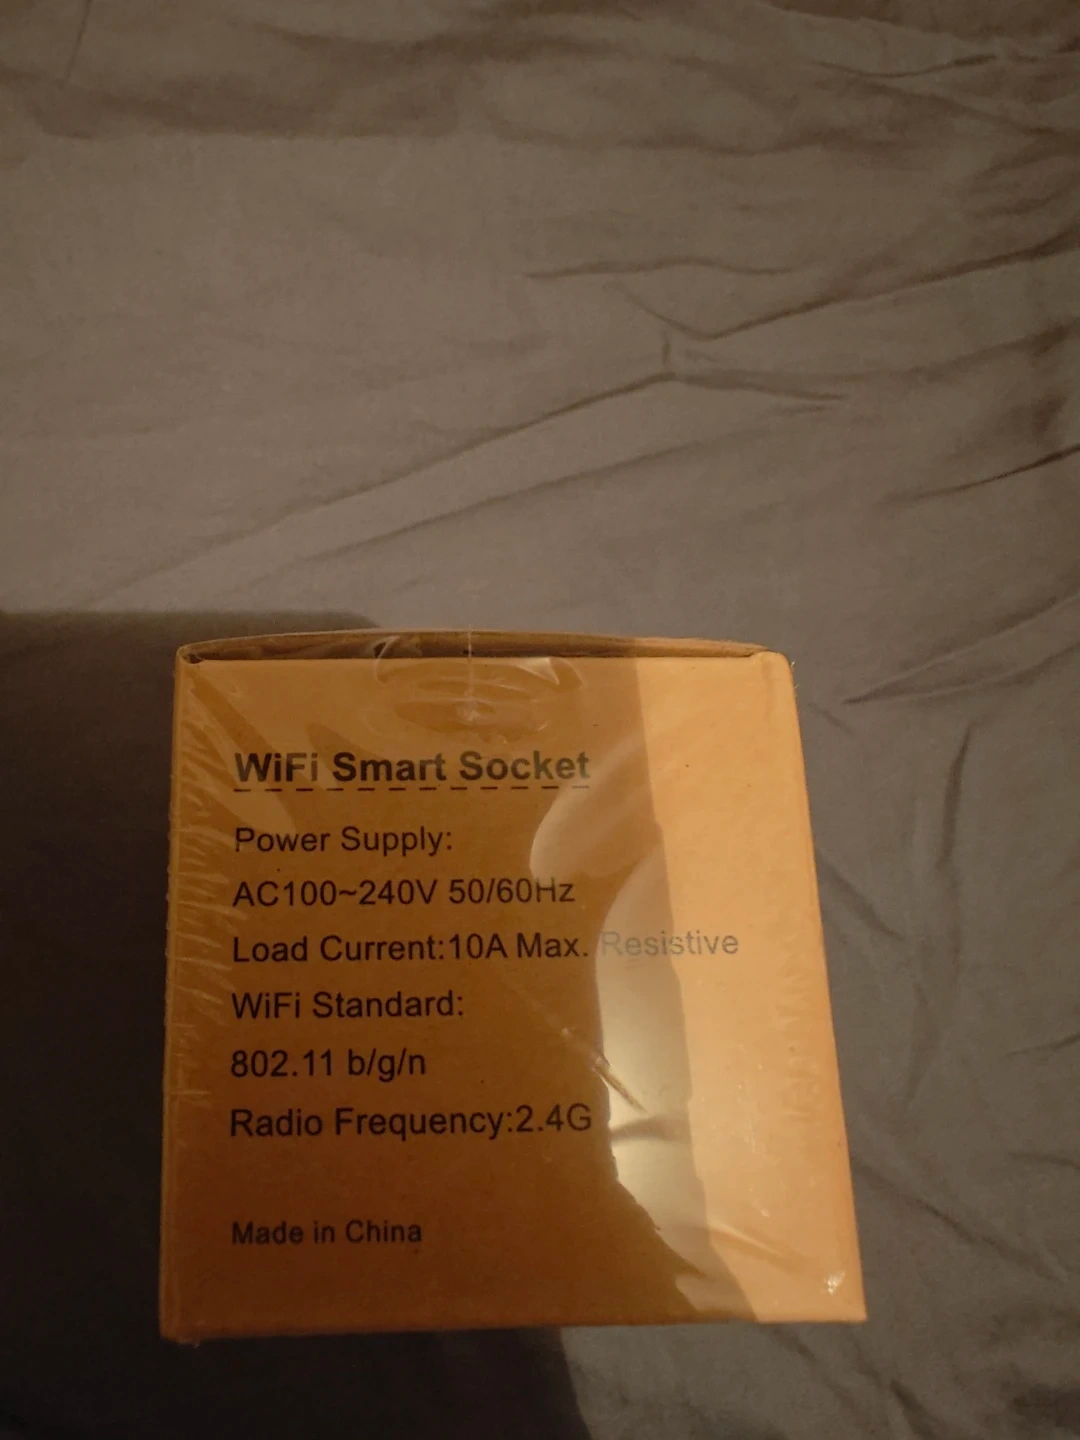 WiFi Smart Socket
Power Supply:
AC100~240V 50/60Hz
Load Current:10A Max. Resistive
WiFi Standard:
802.11 b/g/n
Radio Frequency:2.4G
Made in China